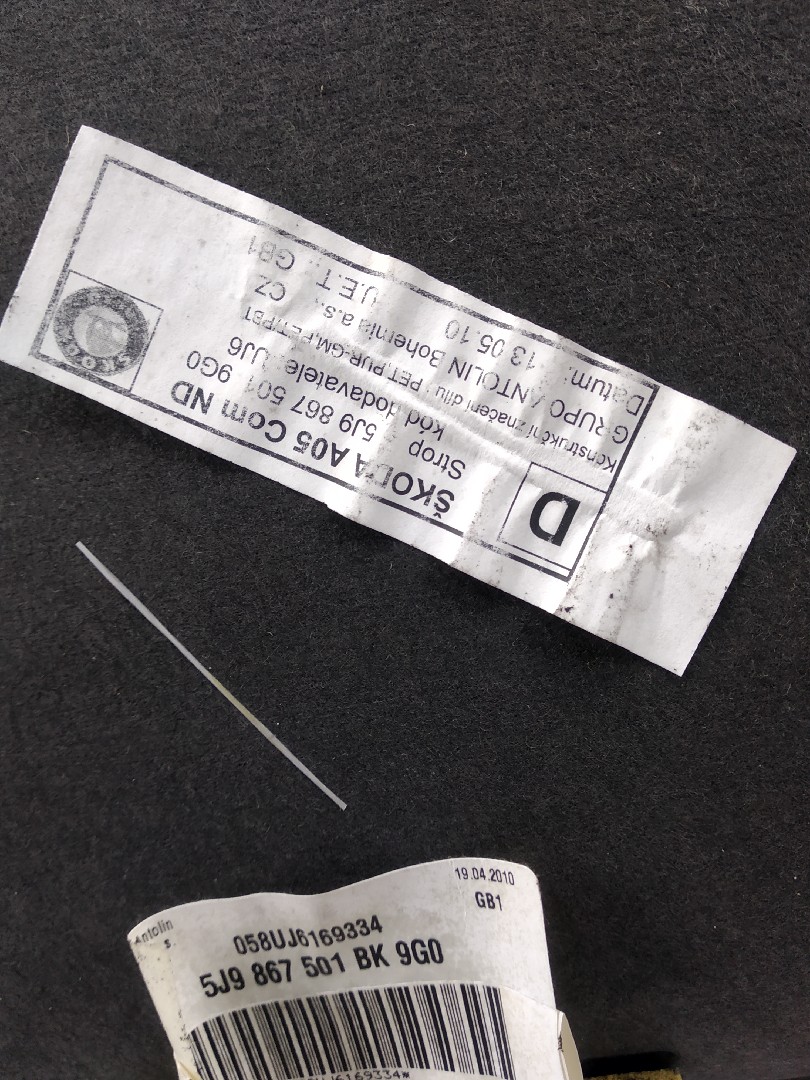 ŠKODA A05 Com ND
D
Strop 5J9 867 501 9G0
kód dodavatele: UJ6
Konstrukční značení dílu: PET,PUR-GM,PET/PBT
GRUPO ANTOLIN Bohemia a.s., CZ
Datum: 13 05.10 U.E.T.: GB1
19.04.2010
GB1
Antolin
s.
058UJ6169334
5J9 867 501 BK 9G0